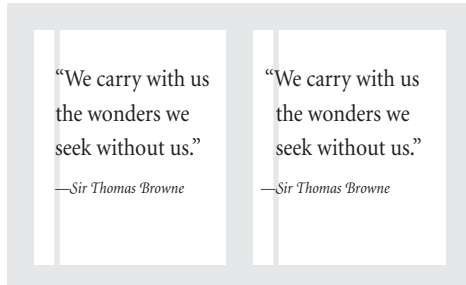 “We carry with us
the wonders we
seek without us.”
—Sir Thomas Browne
“We carry with us
the wonders we
seek without us.”
—Sir Thomas Browne